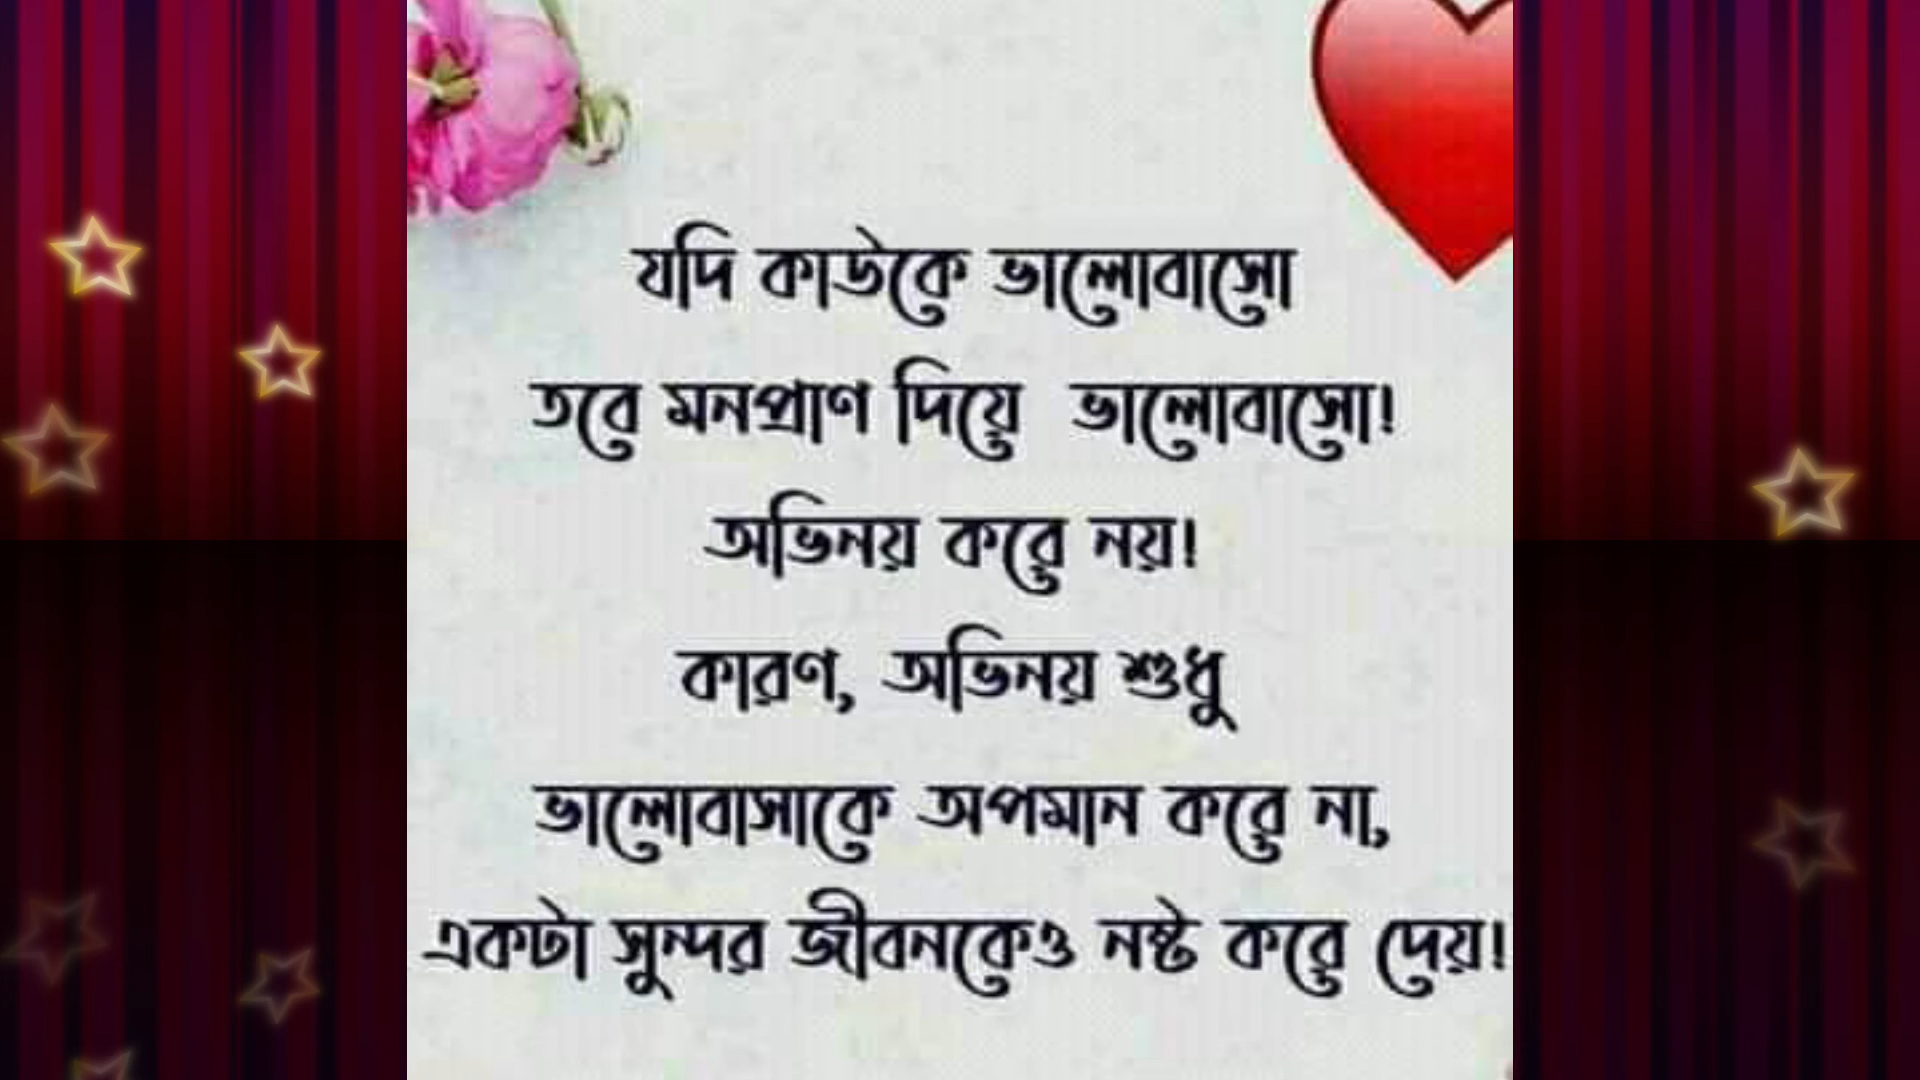 যদি কাউকে ভালোবাসো
তবে মনপ্রাণ দিয়ে ভালোবাসো!
অভিনয় করে নয়!
কারণ, অভিনয় শুধু
ভালোবাসাকে অপমান করে না,
একটা সুন্দর জীবনকেও নষ্ট করে দেয়!